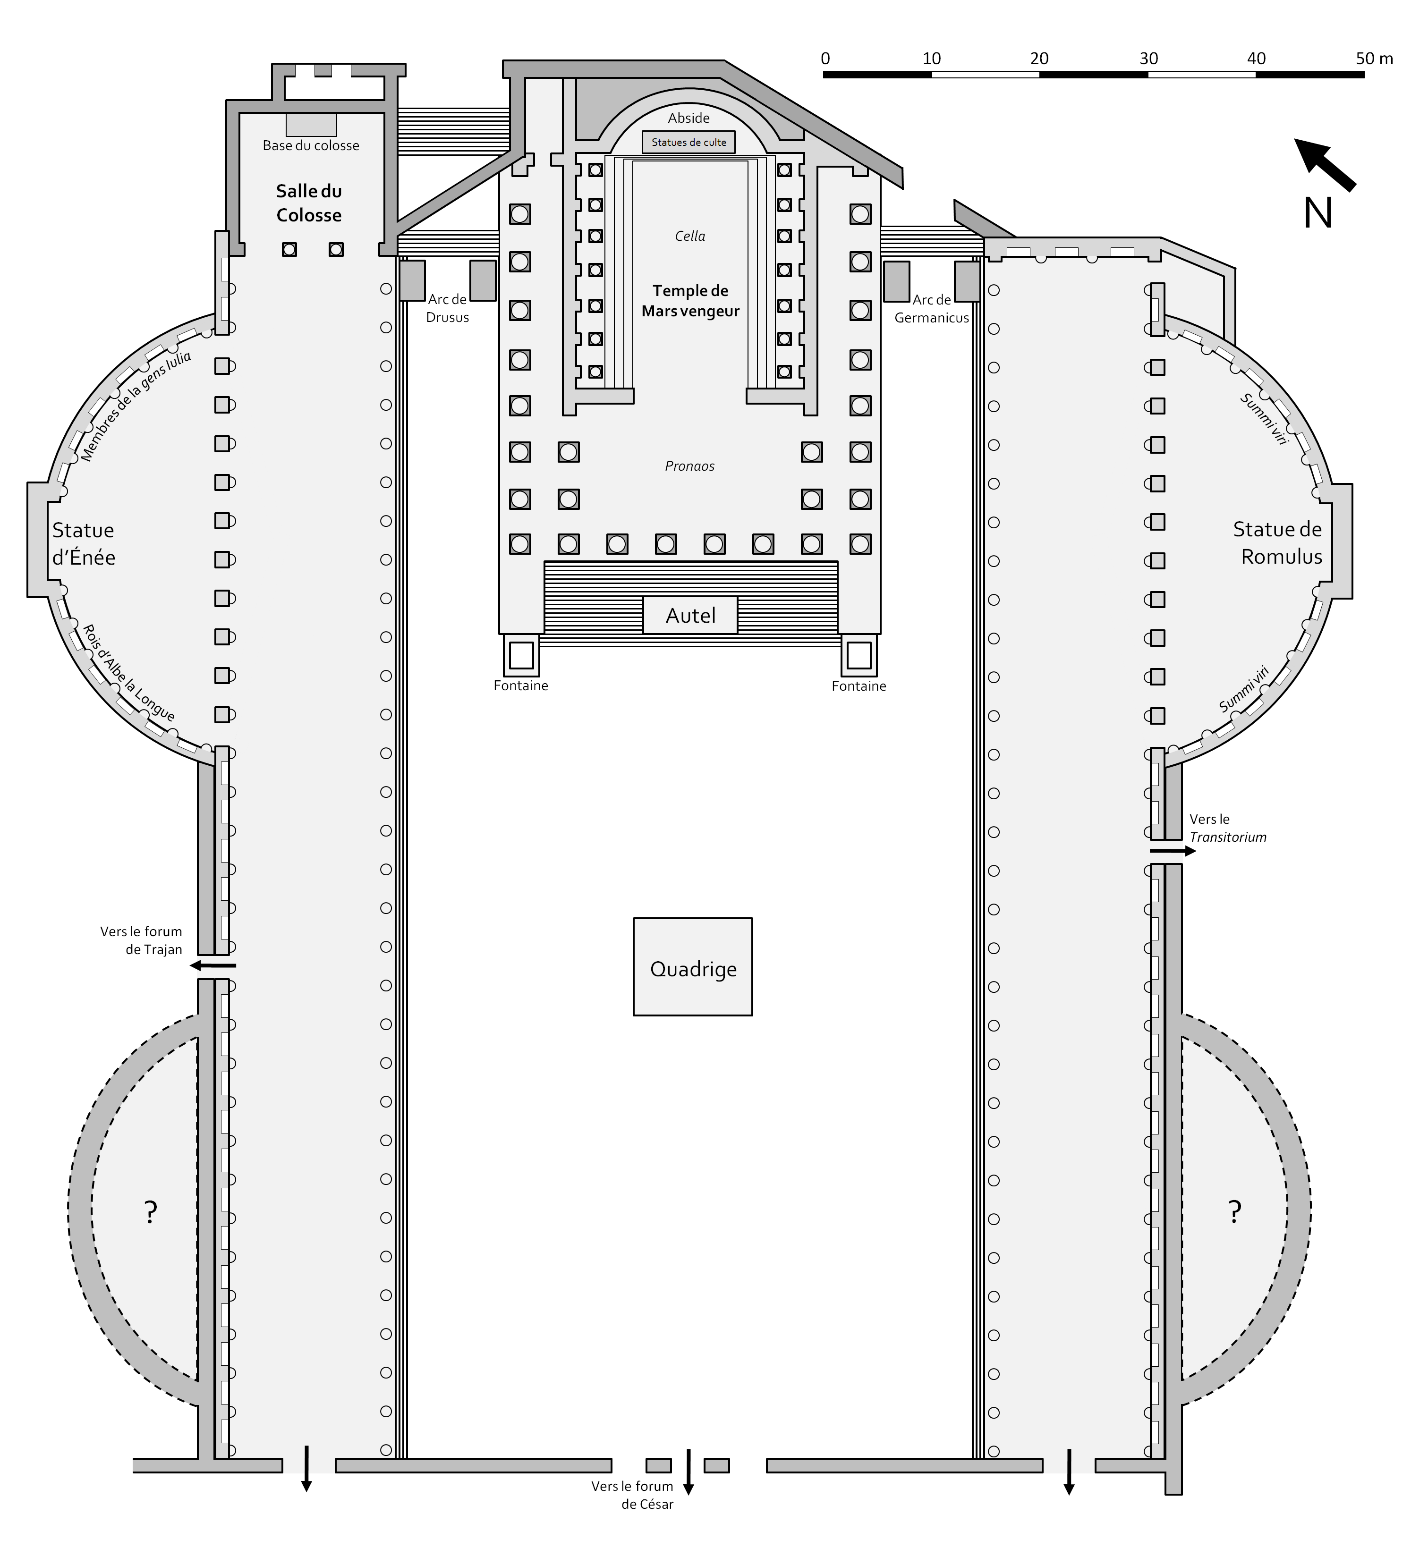 0 10 20 30 40 50 m
Abside
Statues de culte
Base du colosse
Salle du
Colosse
N
Cella
Temple de
Mars vengeur
Arc de
Drusus
Arc de
Germanicus
Membres de la gens Iulia
Summi viri
Pronaos
Statue
d'Énée
Statue de
Romulus
Autel
Rois d'Albe la Longue
Summi viri
Fontaine
Fontaine
Vers le
Transitorium
Vers le forum
de Trajan
Quadrige
?
?
Vers le forum
de César